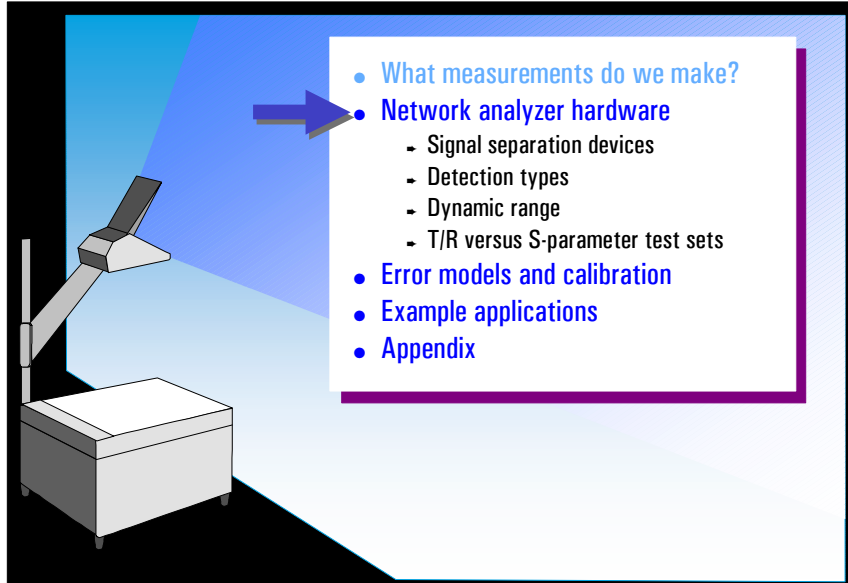 ● What measurements do we make?
● Network analyzer hardware
➨ Signal separation devices
➨ Detection types
➨ Dynamic range
➨ T/R versus S-parameter test sets
● Error models and calibration
● Example applications
● Appendix